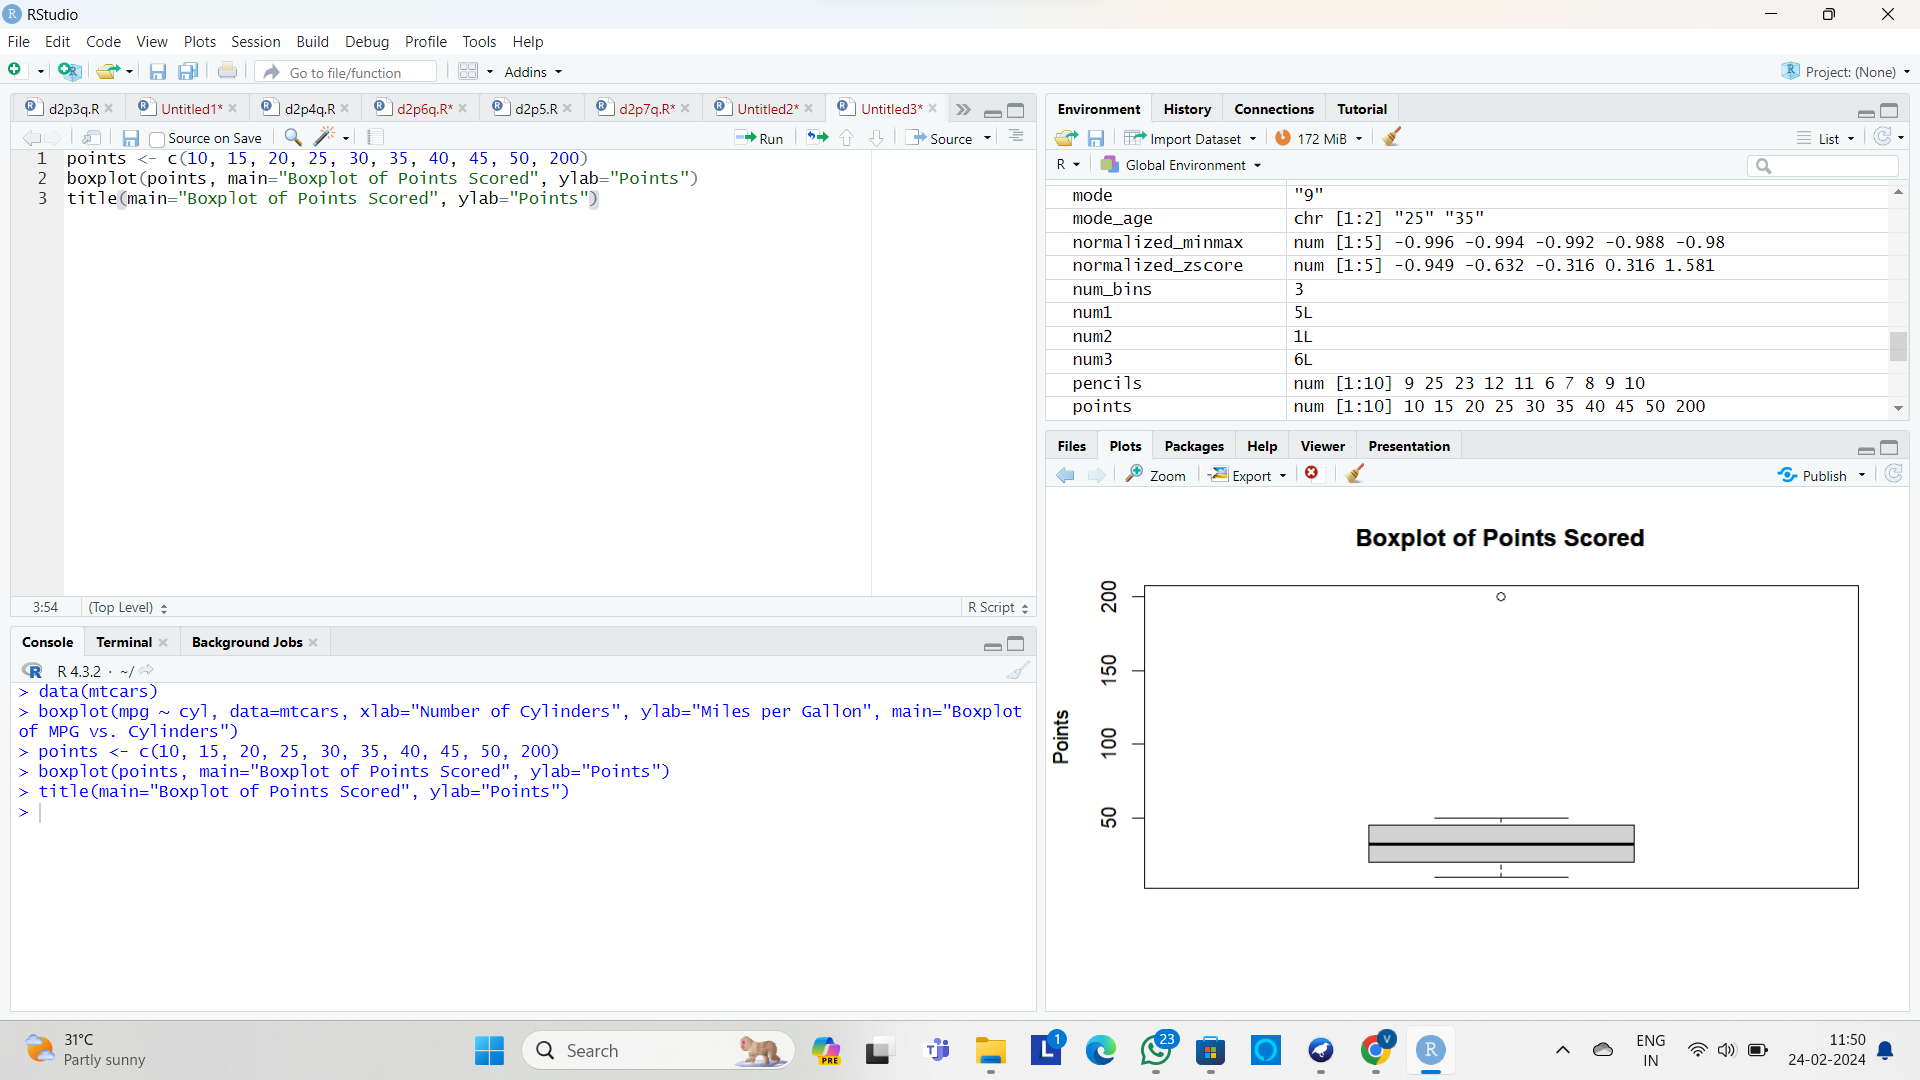 RStudio
File Edit Code View Plots Session Build Debug Profile Tools Help
Go to file/function Addins Project: (None)
d2p3q.R Untitled1* d2p4q.R d2p6q.R* d2p5.R d2p7q.R* Untitled2* Untitled3*
Source on Save Run Source
1 points <- c(10, 15, 20, 25, 30, 35, 40, 45, 50, 200)
2 boxplot(points, main="Boxplot of Points Scored", ylab="Points")
3 title(main="Boxplot of Points Scored", ylab="Points")
3:54 (Top Level) R Script
Console Terminal Background Jobs
R 4.3.2 · ~/
> data(mtcars)
> boxplot(mpg ~ cyl, data=mtcars, xlab="Number of Cylinders", ylab="Miles per Gallon", main="Boxplot
of MPG vs. Cylinders")
> points <- c(10, 15, 20, 25, 30, 35, 40, 45, 50, 200)
> boxplot(points, main="Boxplot of Points Scored", ylab="Points")
> title(main="Boxplot of Points Scored", ylab="Points")
>
Environment History Connections Tutorial
Import Dataset 172 MiB List
R Global Environment
mode "9"
mode_age chr [1:2] "25" "35"
normalized_minmax num [1:5] -0.996 -0.994 -0.992 -0.988 -0.98
normalized_zscore num [1:5] -0.949 -0.632 -0.316 0.316 1.581
num_bins 3
num1 5L
num2 1L
num3 6L
pencils num [1:10] 9 25 23 12 11 6 7 8 9 10
points num [1:10] 10 15 20 25 30 35 40 45 50 200
Files Plots Packages Help Viewer Presentation
Zoom Export Publish
Boxplot of Points Scored
200
150
100
50
Points
31°C
Partly sunny
Search
PRE
L 1
23
V
R
ENG
IN
11:50
24-02-2024